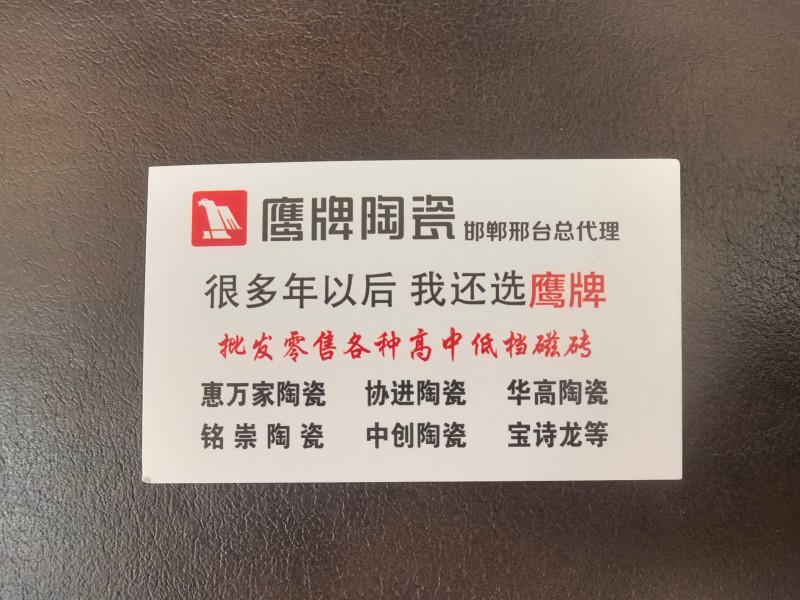 鹰牌陶瓷 邯郸邢台总代理
很多年以后 我还选鹰牌
批发零售各种高中低档磁砖
惠万家陶瓷 协进陶瓷 华高陶瓷
铭崇陶瓷 中创陶瓷 宝诗龙等